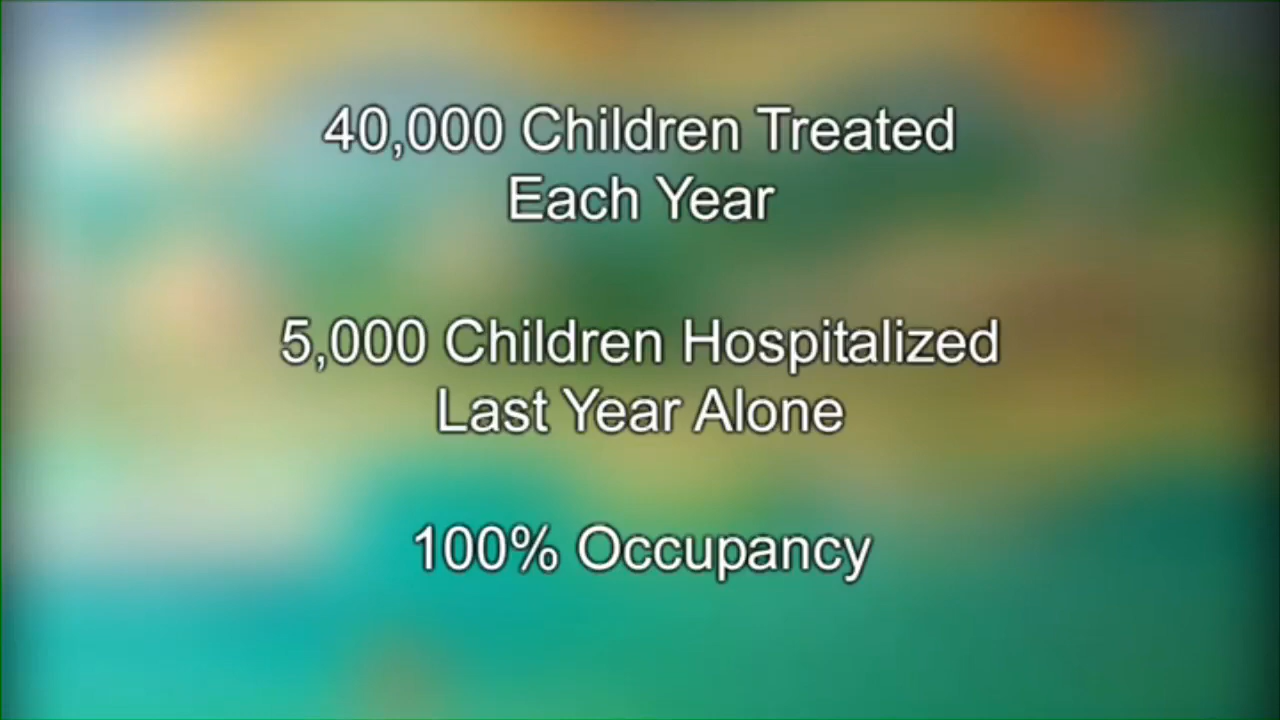 40,000 Children Treated
Each Year
5,000 Children Hospitalized
Last Year Alone
100% Occupancy